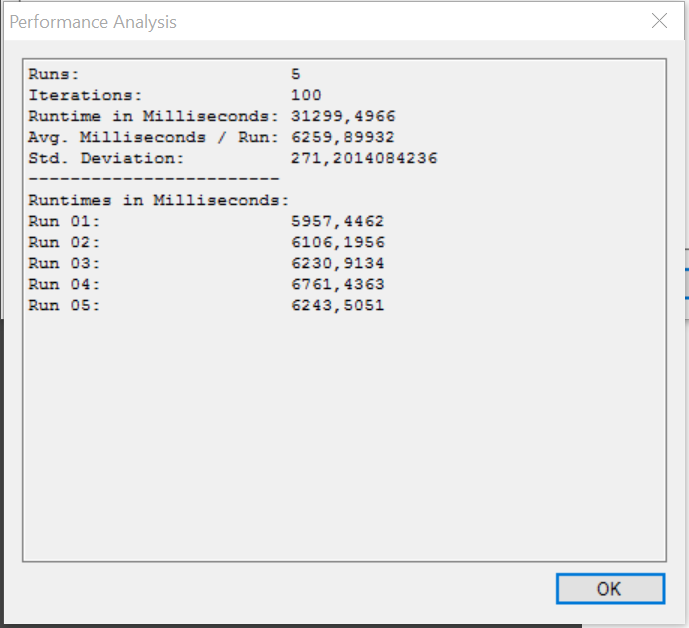 Performance Analysis
Runs: 5
Iterations: 100
Runtime in Milliseconds: 31299,4966
Avg. Milliseconds / Run: 6259,89932
Std. Deviation: 271,2014084236
------------------------
Runtimes in Milliseconds:
Run 01: 5957,4462
Run 02: 6106,1956
Run 03: 6230,9134
Run 04: 6761,4363
Run 05: 6243,5051
OK